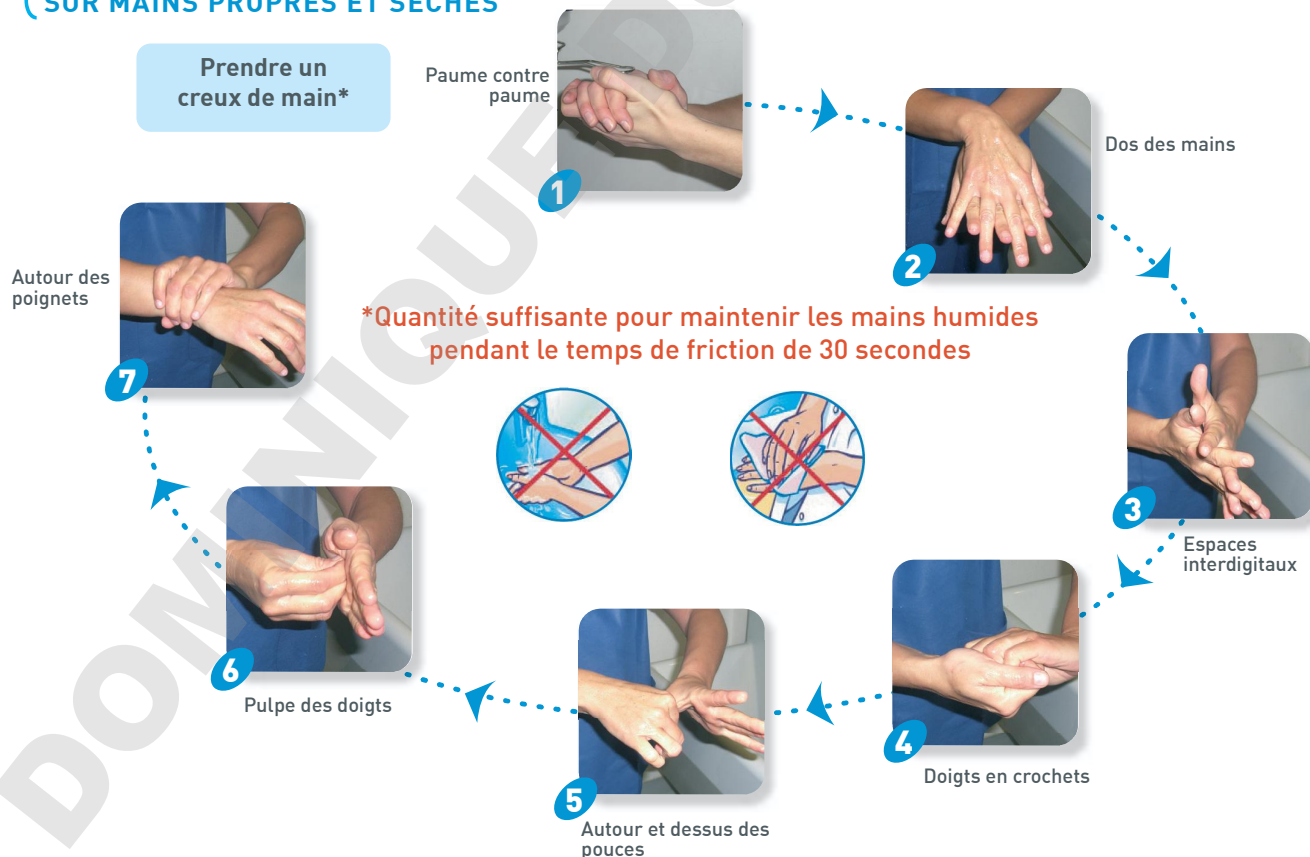 SUR MAINS PROPRES ET SÈCHES
Prendre un
creux de main*
Paume contre
paume
1
Dos des mains
2
Espaces
interdigitaux
3
Doigts en crochets
4
Autour et dessus des
pouces
5
Pulpe des doigts
6
Autour des
poignets
7
*Quantité suffisante pour maintenir les mains humides
pendant le temps de friction de 30 secondes
DOMINIQUE